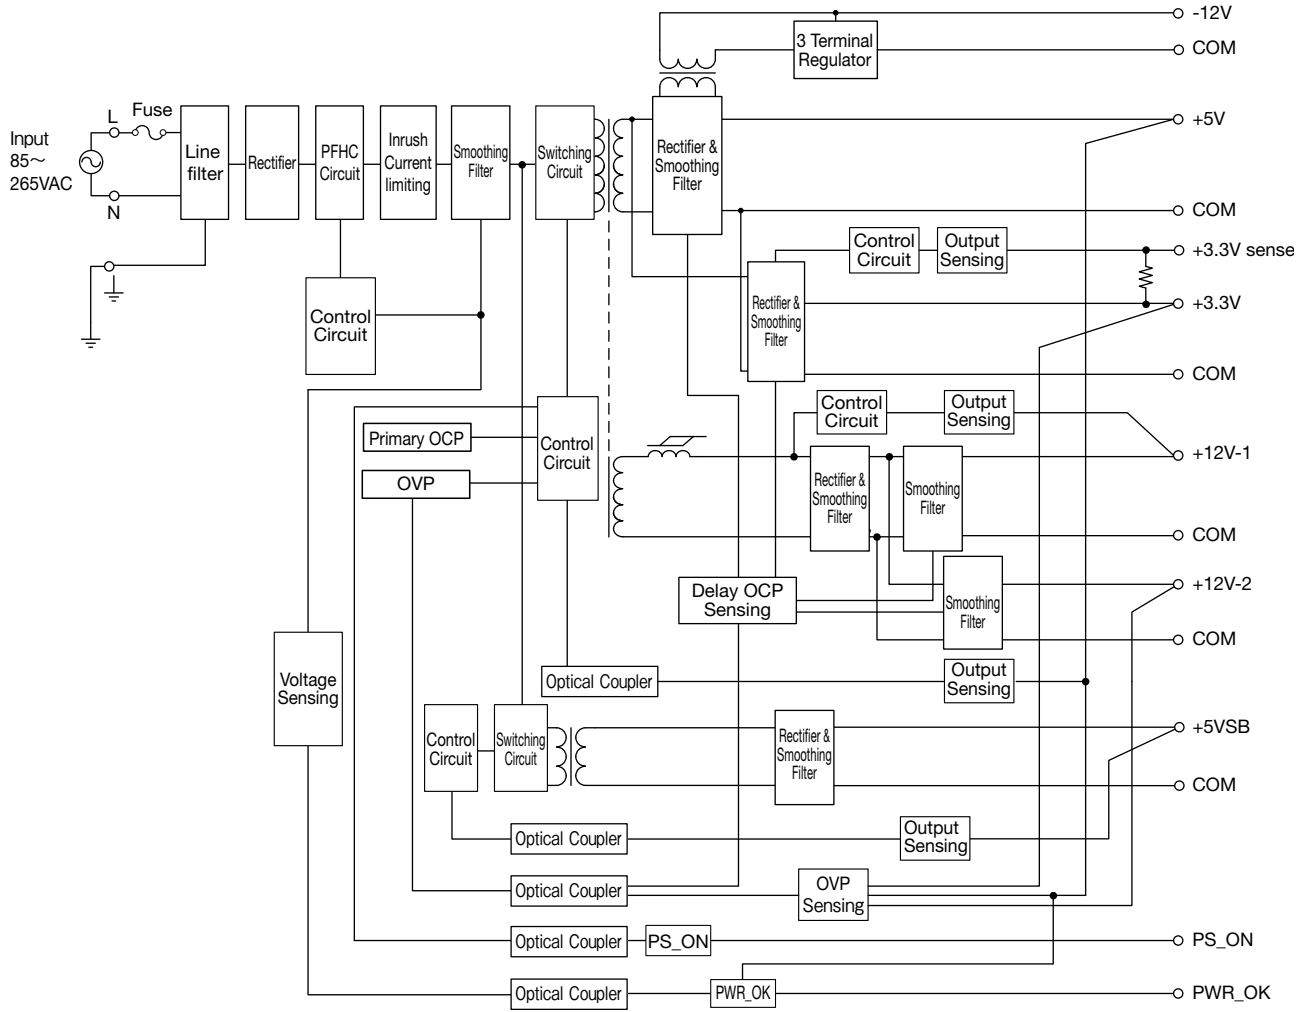 -12V
3 Terminal
Regulator
COM
Input
85～
265VAC
L
Fuse
N
Line
filter
Rectifier
PFHC
Circuit
Inrush
Current
limiting
Smoothing
Filter
Switching
Circuit
Rectifier &
Smoothing
Filter
+5V
COM
Control
Circuit
Output
Sensing
+3.3V sense
Rectifier &
Smoothing
Filter
+3.3V
Control
Circuit
COM
Control
Circuit
Output
Sensing
Primary OCP
Control
Circuit
OVP
Rectifier &
Smoothing
Filter
Smoothing
Filter
+12V-1
COM
Delay OCP
Sensing
Smoothing
Filter
+12V-2
COM
Voltage
Sensing
Optical Coupler
Output
Sensing
Control
Circuit
Switching
Circuit
Rectifier &
Smoothing
Filter
+5VSB
COM
Optical Coupler
Output
Sensing
Optical Coupler
OVP
Sensing
Optical Coupler
PS_ON
PS_ON
Optical Coupler
PWR_OK
PWR_OK